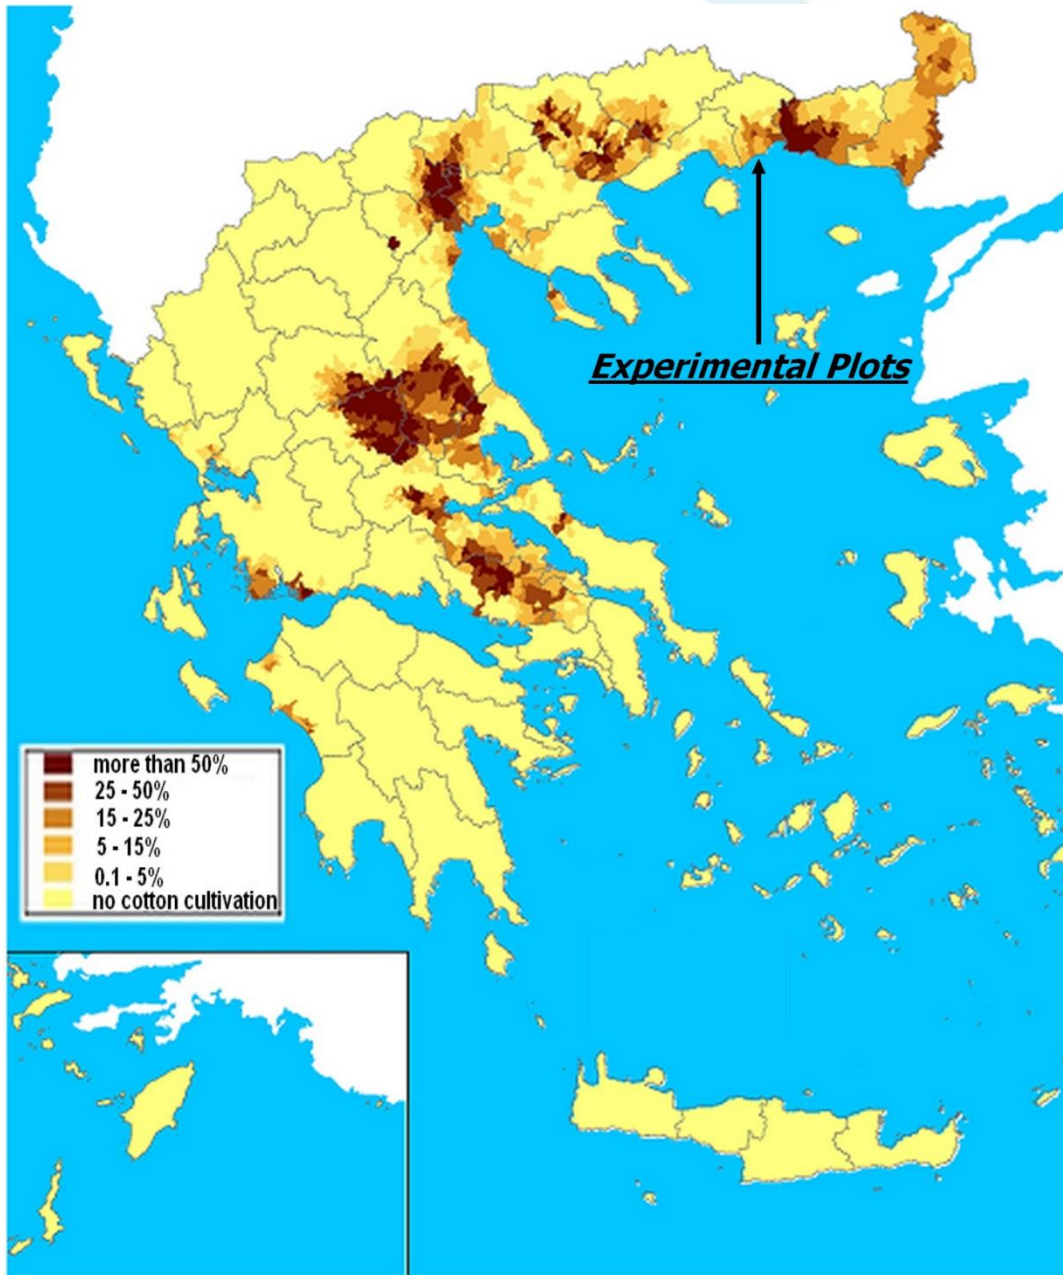 Experimental Plots
more than 50%
25 - 50%
15 - 25%
5 - 15%
0.1 - 5%
no cotton cultivation